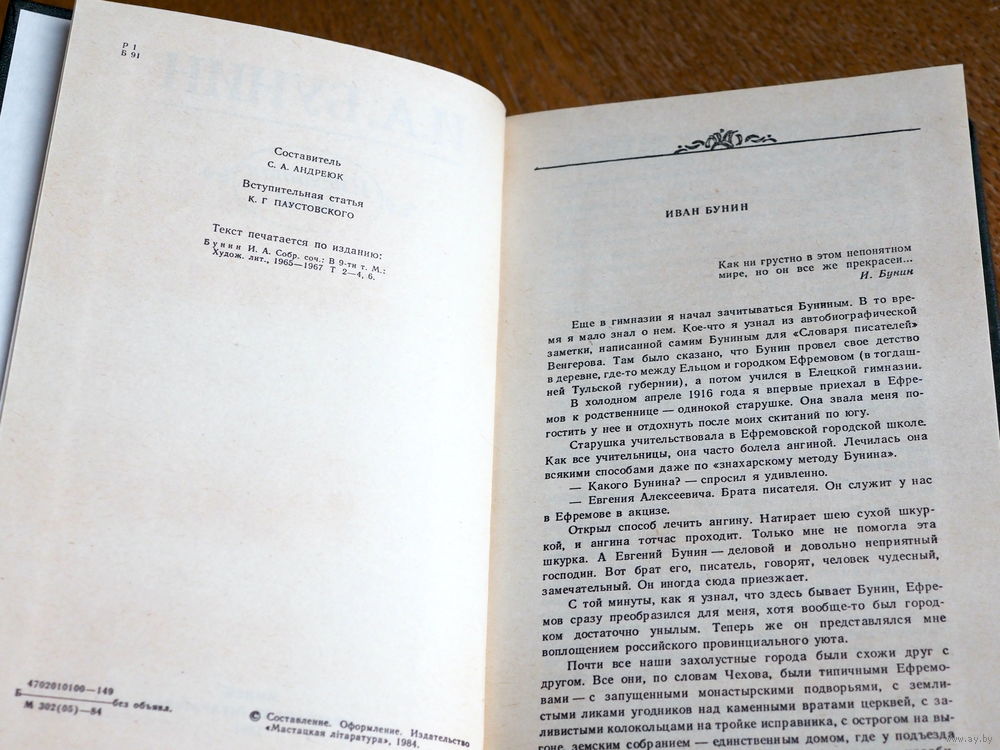 Р 1
Б 91
Составитель
С. А. АНДРЕЮК
Вступительная статья
К. Г ПАУСТОВСКОГО
Текст печатается по изданию:
Бунин И. А. Собр. соч.: В 9-ти т. М.:
Худож. лит., 1965—1967 Т 2—4, 6.
4702010100—149
Б
без объявл.
М 302(05)—84
© Составление. Оформление. Издательство
«Мастацкая літаратура», 1984.
ИВАН БУНИН
Как ни грустно в этом непонятном
мире, но он все же прекрасен...
И. Бунин
Еще в гимназии я начал зачитываться Буниным. В то вре-
мя я мало знал о нем. Кое-что я узнал из автобиографической
заметки, написанной самим Буниным для «Словаря писателей»
Венгерова. Там было сказано, что Бунин провел свое детство
в деревне, где-то между Ельцом и городком Ефремовом (в тогдаш-
ней Тульской губернии), а потом учился в Елецкой гимназии.
В холодном апреле 1916 года я впервые приехал в Ефре-
мов к родственнице — одинокой старушке. Она звала меня по-
гостить у нее и отдохнуть после моих скитаний по югу.
Старушка учительствовала в Ефремовской городской школе.
Как все учительницы, она часто болела ангиной. Лечилась она
всякими способами даже по «знахарскому методу Бунина».
— Какого Бунина? — спросил я удивленно.
— Евгения Алексеевича. Брата писателя. Он служит у нас
в Ефремове в акцизе.
Открыл способ лечить ангину. Натирает шею сухой шкур-
кой, и ангина тотчас проходит. Только мне не помогла эта
шкурка. А Евгений Бунин — деловой и довольно неприятный
господин. Вот брат его, писатель, говорят, человек чудесный,
замечательный. Он иногда сюда приезжает.
С той минуты, как я узнал, что здесь бывает Бунин, Ефре-
мов сразу преобразился для меня, хотя вообще-то был город-
ком достаточно унылым. Теперь же он представлялся мне
воплощением российского провинциального уюта.
Почти все наши захолустные города были схожи друг с
другом. Все они, по словам Чехова, были типичными Ефремо-
вами — с запущенным монастырскими подворьями, с земли-
стыми ликами угодников над каменными вратами церквей, с за-
ливистыми колокольцами на тройке исправника, с острогом на вы-
гоне земским собранием — единственным домом, где у подъезда
www.ay.by